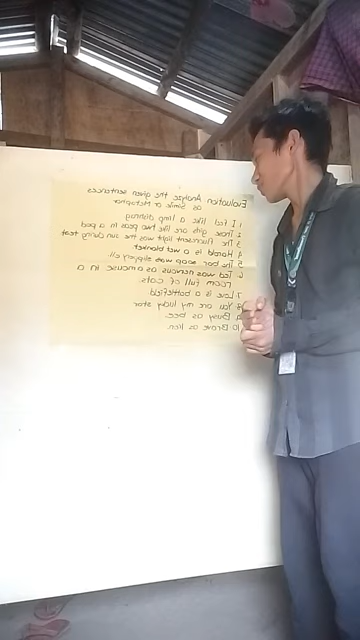 Evaluation Analyze the given sentences
as Simile or Metaphor
1 I feel like a limp dishrag
2 Those girls are like two peas in a pod
3 The fluorescent light was the sun during test
4 Harold is a wet blanket
5 The bar soap was slippery ell
6 Ted was nervous as a mouse in a
room full of cats.
7 Love is a battlefield
8 You are my lucky star
9 Busy as bee
10 Brave as lion.